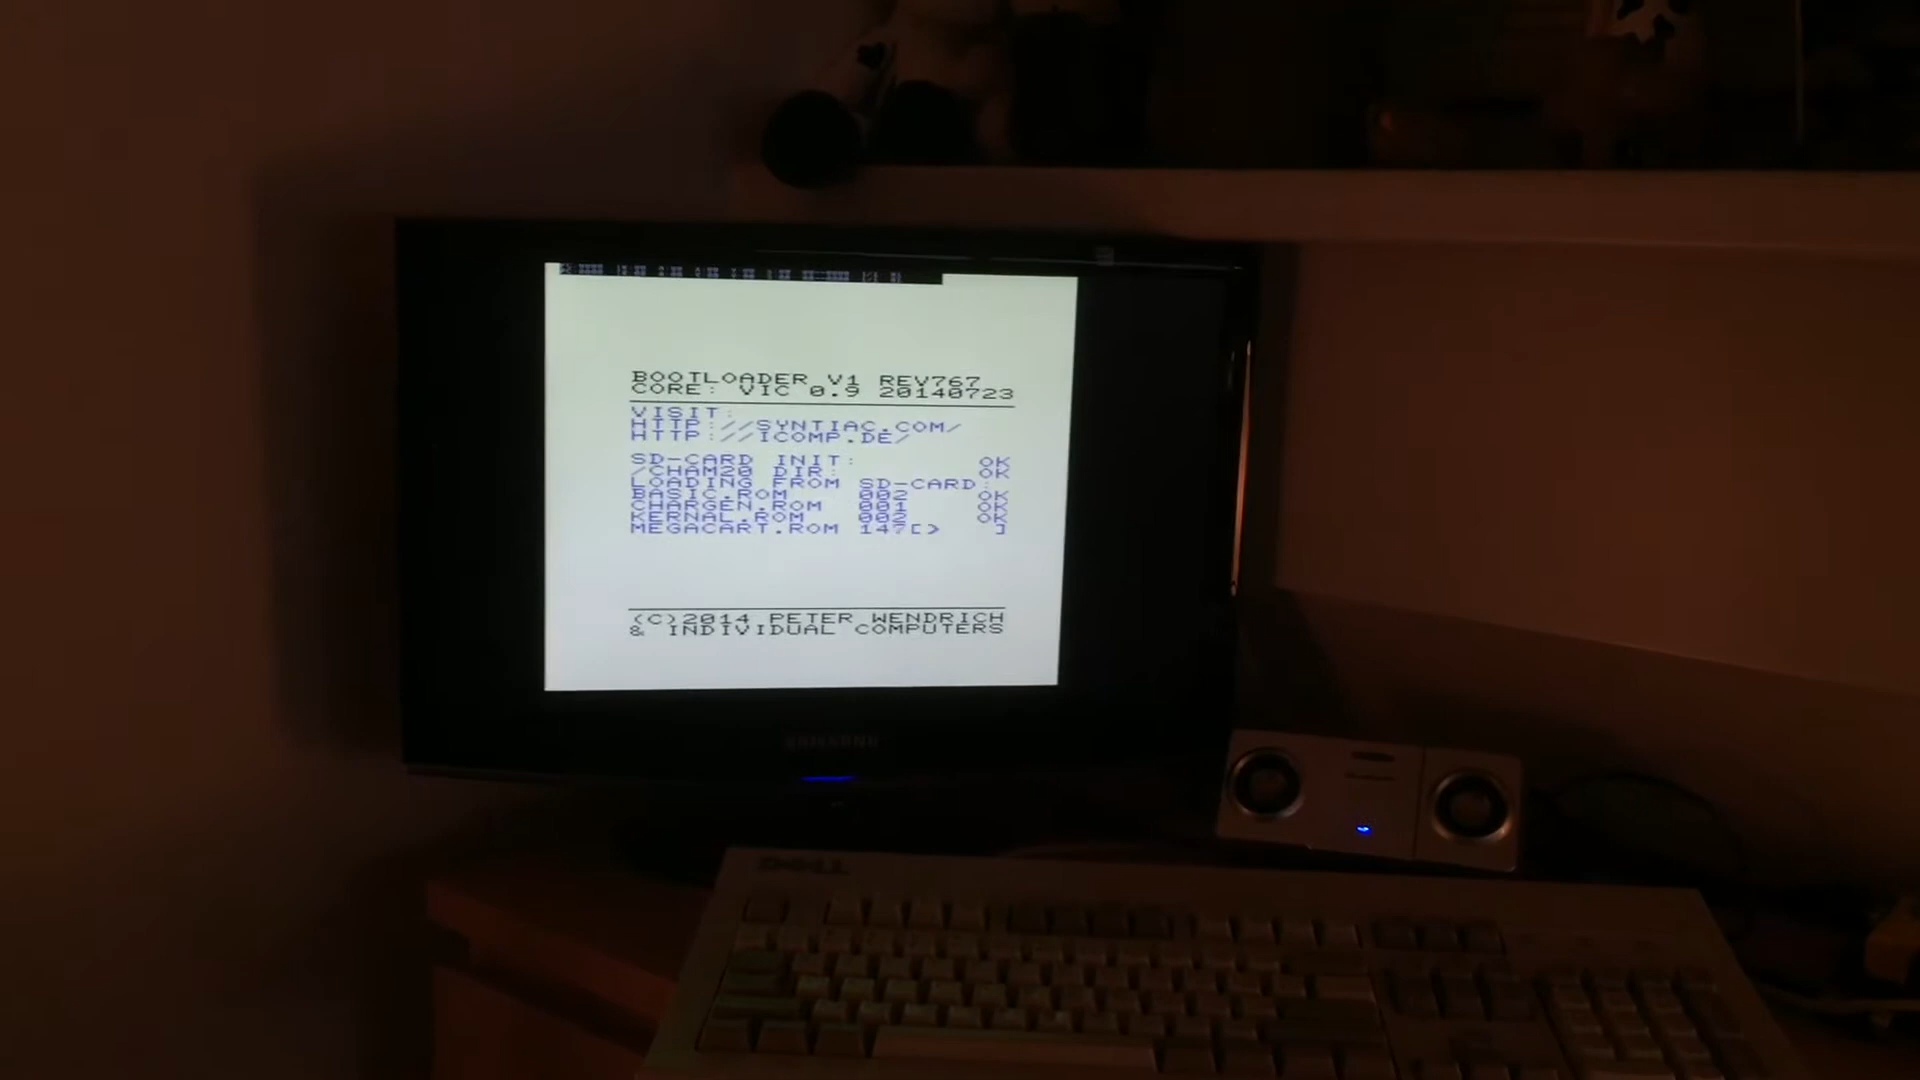 BOOTLOADER V1 REV767
CORE: VIC 0.9 20140723
VISIT:
HTTP://SYNTIAC.COM/
HTTP://ICOMP.DE/
SD-CARD INIT: OK
/CHAM20 DIR: OK
LOADING FROM SD-CARD:
BASIC.ROM 002 OK
CHARGEN.ROM 001 OK
KERNAL.ROM 002 OK
MEGACART.ROM 147[> ]
(C)2014 PETER WENDRICH
& INDIVIDUAL COMPUTERS
SAMSUNG
DELL